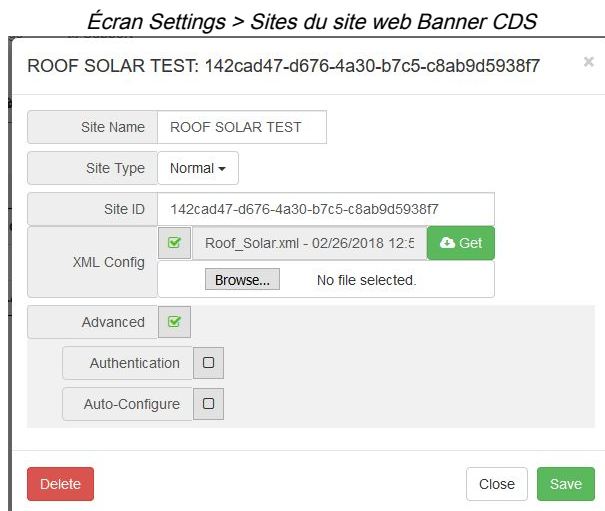 Écran Settings > Sites du site web Banner CDS
ROOF SOLAR TEST: 142cad47-d676-4a30-b7c5-c8ab9d5938f7 ×
Site Name ROOF SOLAR TEST
Site Type Normal
Site ID 142cad47-d676-4a30-b7c5-c8ab9d5938f7
XML Config Roof_Solar.xml - 02/26/2018 12:5 Get
Browse... No file selected.
Advanced
Authentication
Auto-Configure
Delete Close Save